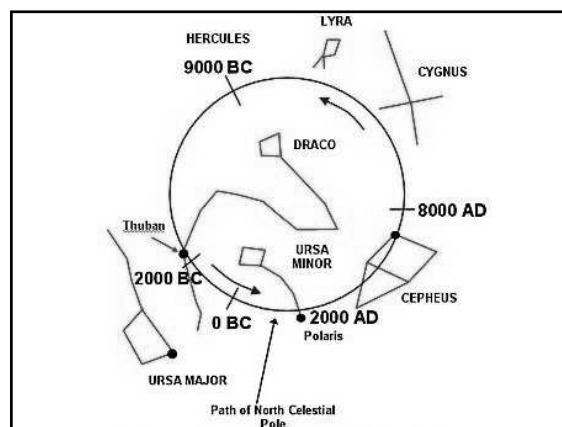 LYRA
HERCULES
9000 BC
CYGNUS
DRACO
8000 AD
Thuban
URSA
MINOR
2000 BC
CEPHEUS
0 BC
2000 AD
Polaris
URSA MAJOR
Path of North Celestial
Pole